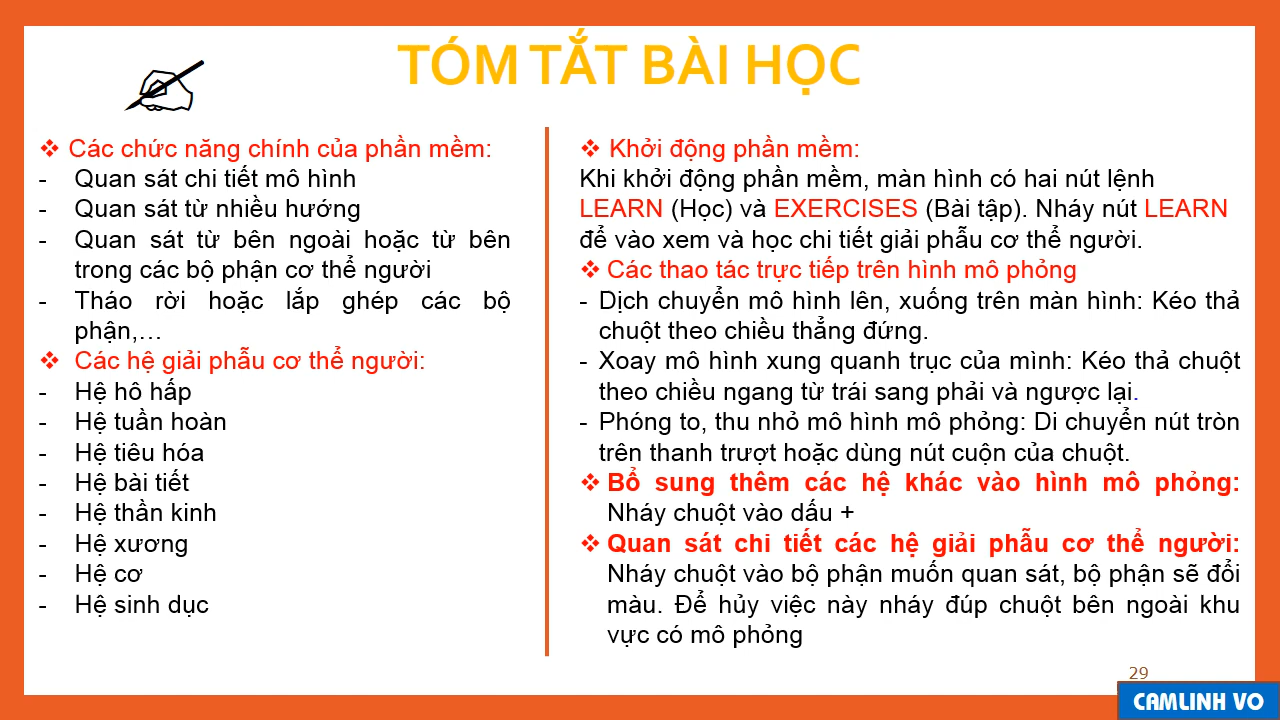 TÓM TẮT BÀI HỌC
❖ Các chức năng chính của phần mềm:
- Quan sát chi tiết mô hình
- Quan sát từ nhiều hướng
- Quan sát từ bên ngoài hoặc từ bên
trong các bộ phận cơ thể người
- Tháo rời hoặc lắp ghép các bộ
phận,…
❖ Các hệ giải phẫu cơ thể người:
- Hệ hô hấp
- Hệ tuần hoàn
- Hệ tiêu hóa
- Hệ bài tiết
- Hệ thần kinh
- Hệ xương
- Hệ cơ
- Hệ sinh dục
❖ Khởi động phần mềm:
Khi khởi động phần mềm, màn hình có hai nút lệnh
LEARN (Học) và EXERCISES (Bài tập). Nháy nút LEARN
để vào xem và học chi tiết giải phẫu cơ thể người.
❖ Các thao tác trực tiếp trên hình mô phỏng
- Dịch chuyển mô hình lên, xuống trên màn hình: Kéo thả
chuột theo chiều thẳng đứng.
- Xoay mô hình xung quanh trục của mình: Kéo thả chuột
theo chiều ngang từ trái sang phải và ngược lại.
- Phóng to, thu nhỏ mô hình mô phỏng: Di chuyển nút tròn
trên thanh trượt hoặc dùng nút cuộn của chuột.
❖ Bổ sung thêm các hệ khác vào hình mô phỏng:
Nháy chuột vào dấu +
❖ Quan sát chi tiết các hệ giải phẫu cơ thể người:
Nháy chuột vào bộ phận muốn quan sát, bộ phận sẽ đổi
màu. Để hủy việc này nháy đúp chuột bên ngoài khu
vực có mô phỏng
29
CAMLINH VO